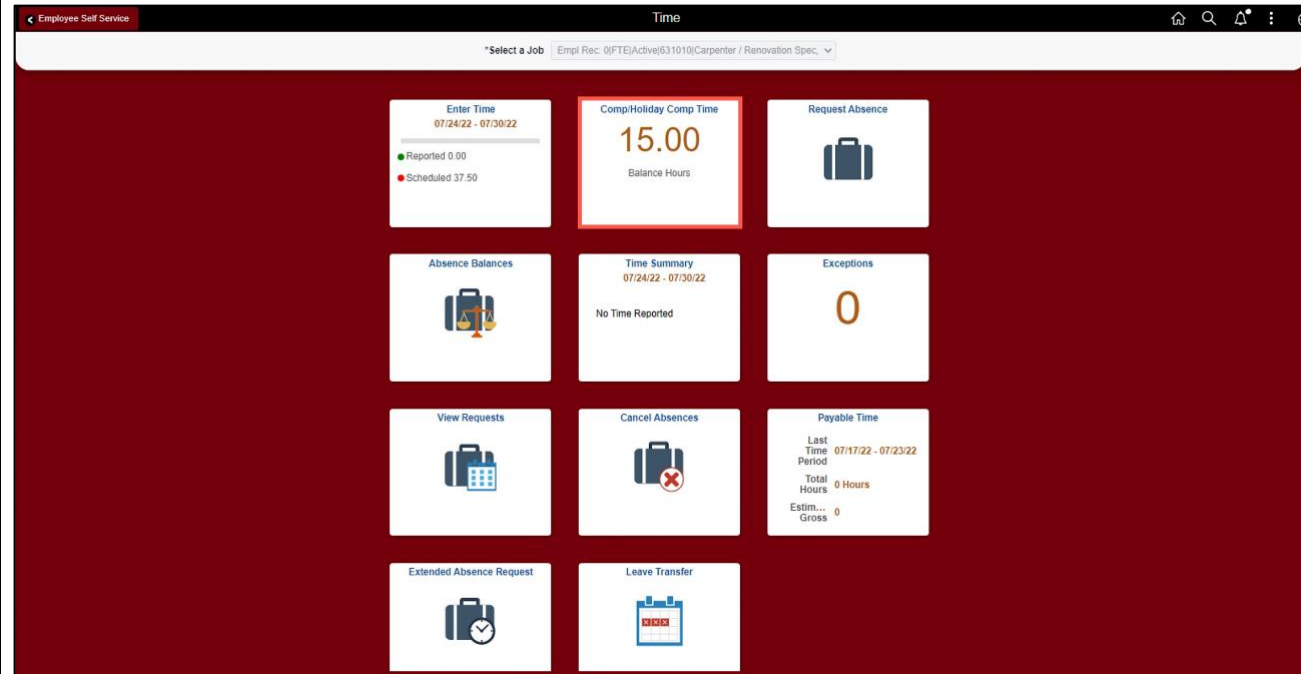 Employee Self Service
Time
*Select a Job Empl Rec: 0|FTE|Active|631010|Carpenter / Renovation Spec,
Enter Time
07/24/22 - 07/30/22
Reported 0.00
Scheduled 37.50
Comp/Holiday Comp Time
15.00
Balance Hours
Request Absence
Absence Balances
Time Summary
07/24/22 - 07/30/22
No Time Reported
Exceptions
0
View Requests
Cancel Absences
Payable Time
Last
Time 07/17/22 - 07/23/22
Period
Total
Hours 0 Hours
Estim...
Gross 0
Extended Absence Request
Leave Transfer